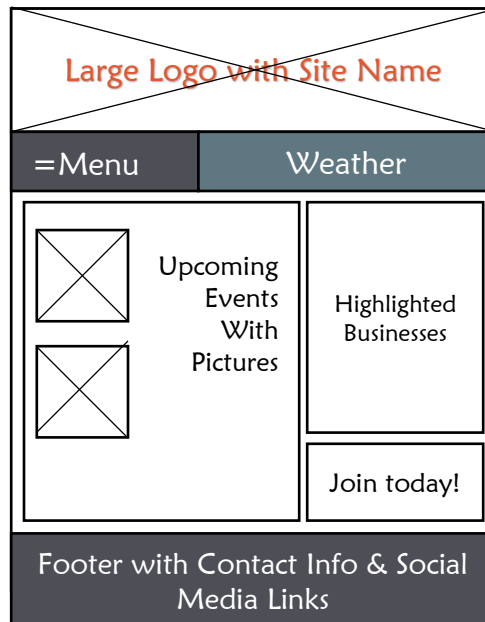 Large Logo with Site Name
=Menu
Weather
Upcoming
Events
With
Pictures
Highlighted
Businesses
Join today!
Footer with Contact Info & Social
Media Links